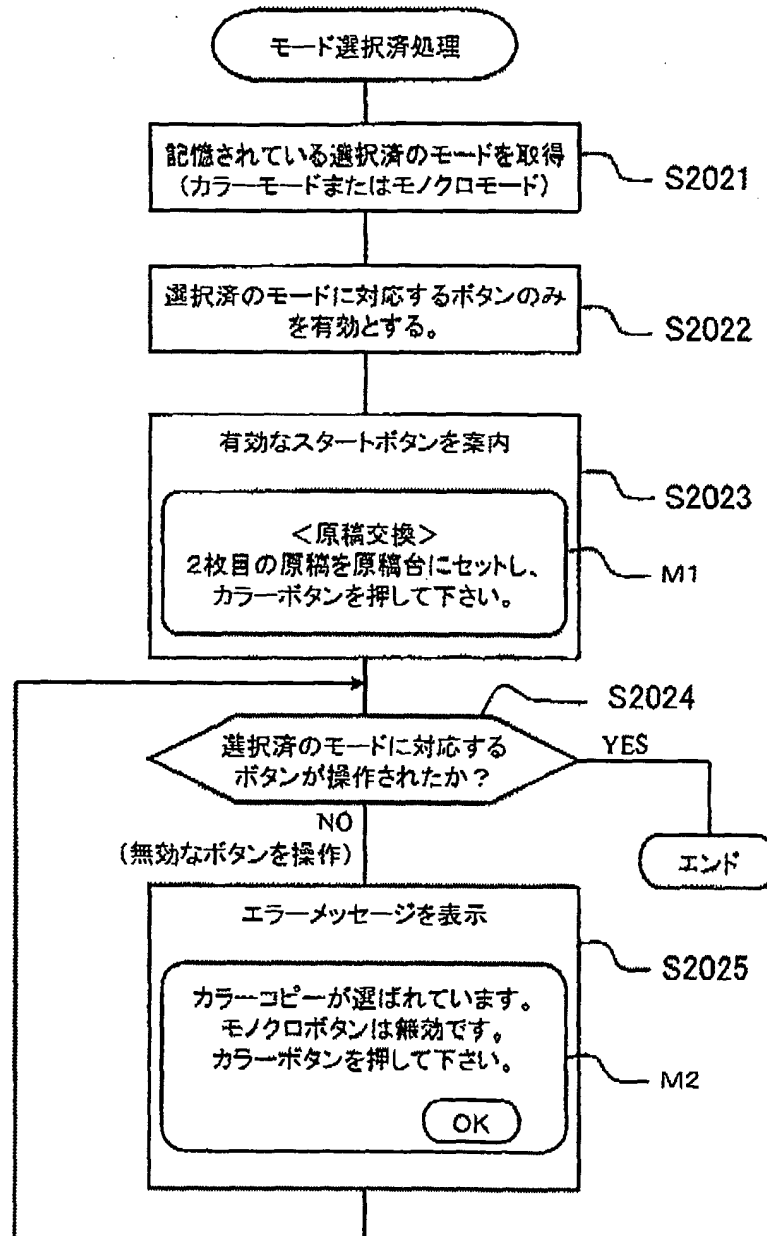 モード選択済処理
記憶されている選択済のモードを取得
(カラーモードまたはモノクロモード)
S2021
選択済のモードに対応するボタンのみ
を有効とする。
S2022
有効なスタートボタンを案内
S2023
＜原稿交換＞
2枚目の原稿を原稿台にセットし、
カラーボタンを押して下さい。
M1
S2024
選択済のモードに対応する
ボタンが操作されたか？
YES
NO
(無効なボタンを操作)
エンド
エラーメッセージを表示
S2025
カラーコピーが選ばれています。
モノクロボタンは無効です。
カラーボタンを押して下さい。
M2
OK